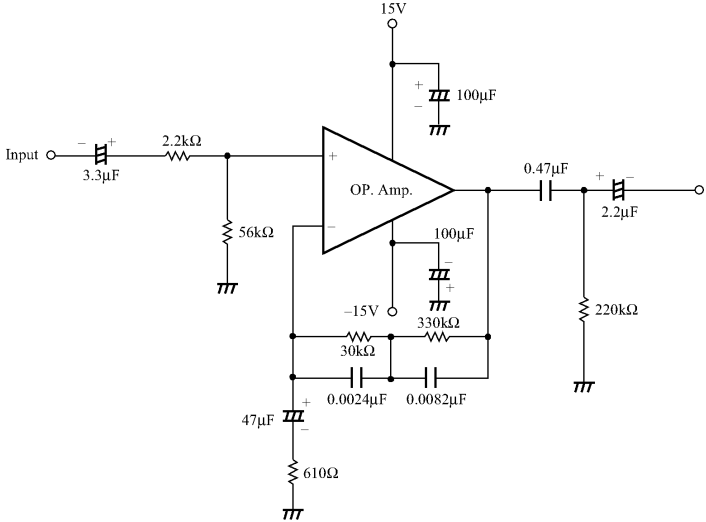 15V
+
−
100µF
Input
−
+
3.3µF
2.2kΩ
56kΩ
+
−
OP. Amp.
0.47µF
+
−
2.2µF
220kΩ
100µF
−
+
−15V
330kΩ
30kΩ
0.0024µF
0.0082µF
47µF
+
−
610Ω